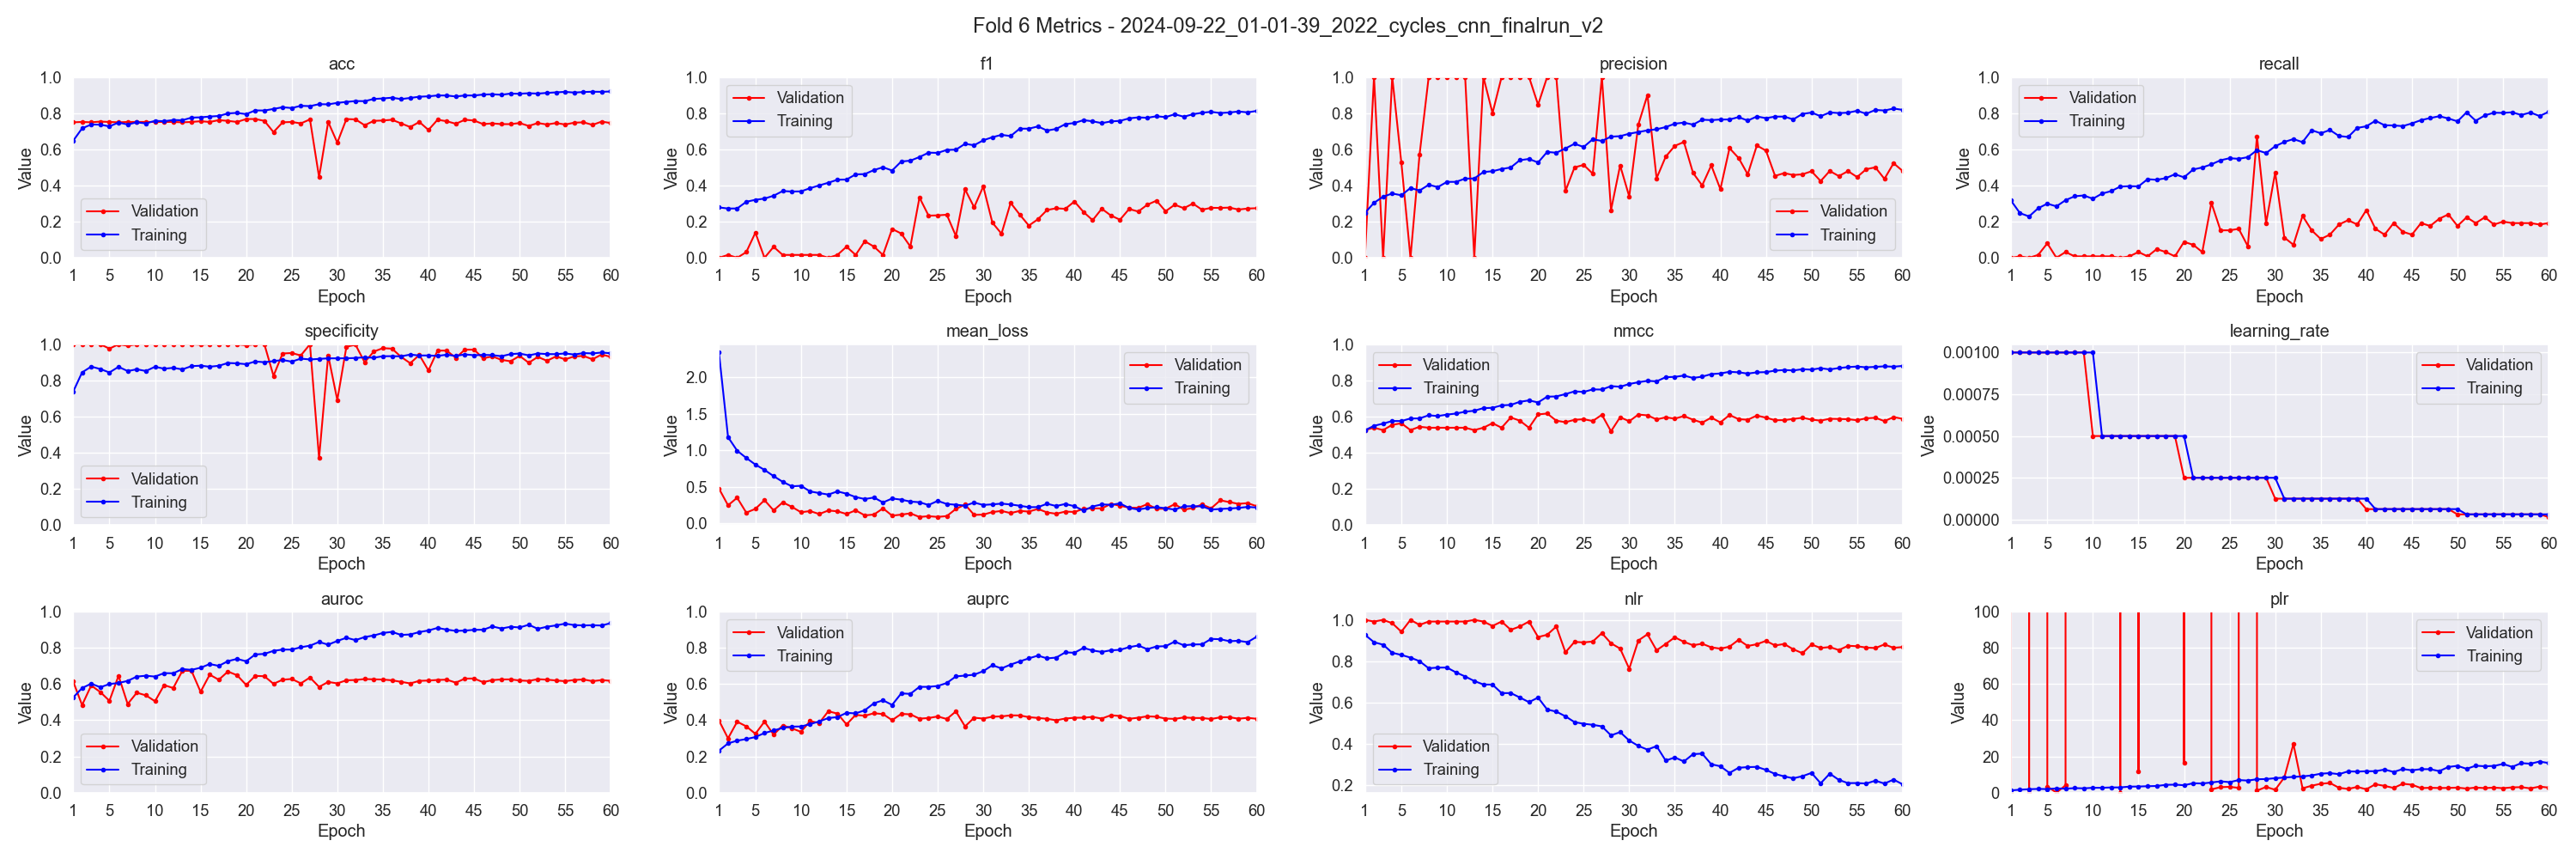 Fold 6 Metrics - 2024-09-22_01-01-39_2022_cycles_cnn_finalrun_v2
acc
1.0
0.8
0.6
0.4
0.2
0.0
Value
Validation
Training
1 5 10 15 20 25 30 35 40 45 50 55 60
Epoch
f1
1.0
0.8
0.6
0.4
0.2
0.0
Value
Validation
Training
1 5 10 15 20 25 30 35 40 45 50 55 60
Epoch
precision
1.0
0.8
0.6
0.4
0.2
0.0
Value
Validation
Training
1 5 10 15 20 25 30 35 40 45 50 55 60
Epoch
recall
1.0
0.8
0.6
0.4
0.2
0.0
Value
Validation
Training
1 5 10 15 20 25 30 35 40 45 50 55 60
Epoch
specificity
1.0
0.8
0.6
0.4
0.2
0.0
Value
Validation
Training
1 5 10 15 20 25 30 35 40 45 50 55 60
Epoch
mean_loss
2.0
1.5
1.0
0.5
0.0
Value
Validation
Training
1 5 10 15 20 25 30 35 40 45 50 55 60
Epoch
nmcc
1.0
0.8
0.6
0.4
0.2
0.0
Value
Validation
Training
1 5 10 15 20 25 30 35 40 45 50 55 60
Epoch
learning_rate
0.00100
0.00075
0.00050
0.00025
0.00000
Value
Validation
Training
1 5 10 15 20 25 30 35 40 45 50 55 60
Epoch
auroc
1.0
0.8
0.6
0.4
0.2
0.0
Value
Validation
Training
1 5 10 15 20 25 30 35 40 45 50 55 60
Epoch
auprc
1.0
0.8
0.6
0.4
0.2
0.0
Value
Validation
Training
1 5 10 15 20 25 30 35 40 45 50 55 60
Epoch
nlr
1.0
0.8
0.6
0.4
0.2
Value
Validation
Training
1 5 10 15 20 25 30 35 40 45 50 55 60
Epoch
plr
100
80
60
40
20
0
Value
Validation
Training
1 5 10 15 20 25 30 35 40 45 50 55 60
Epoch